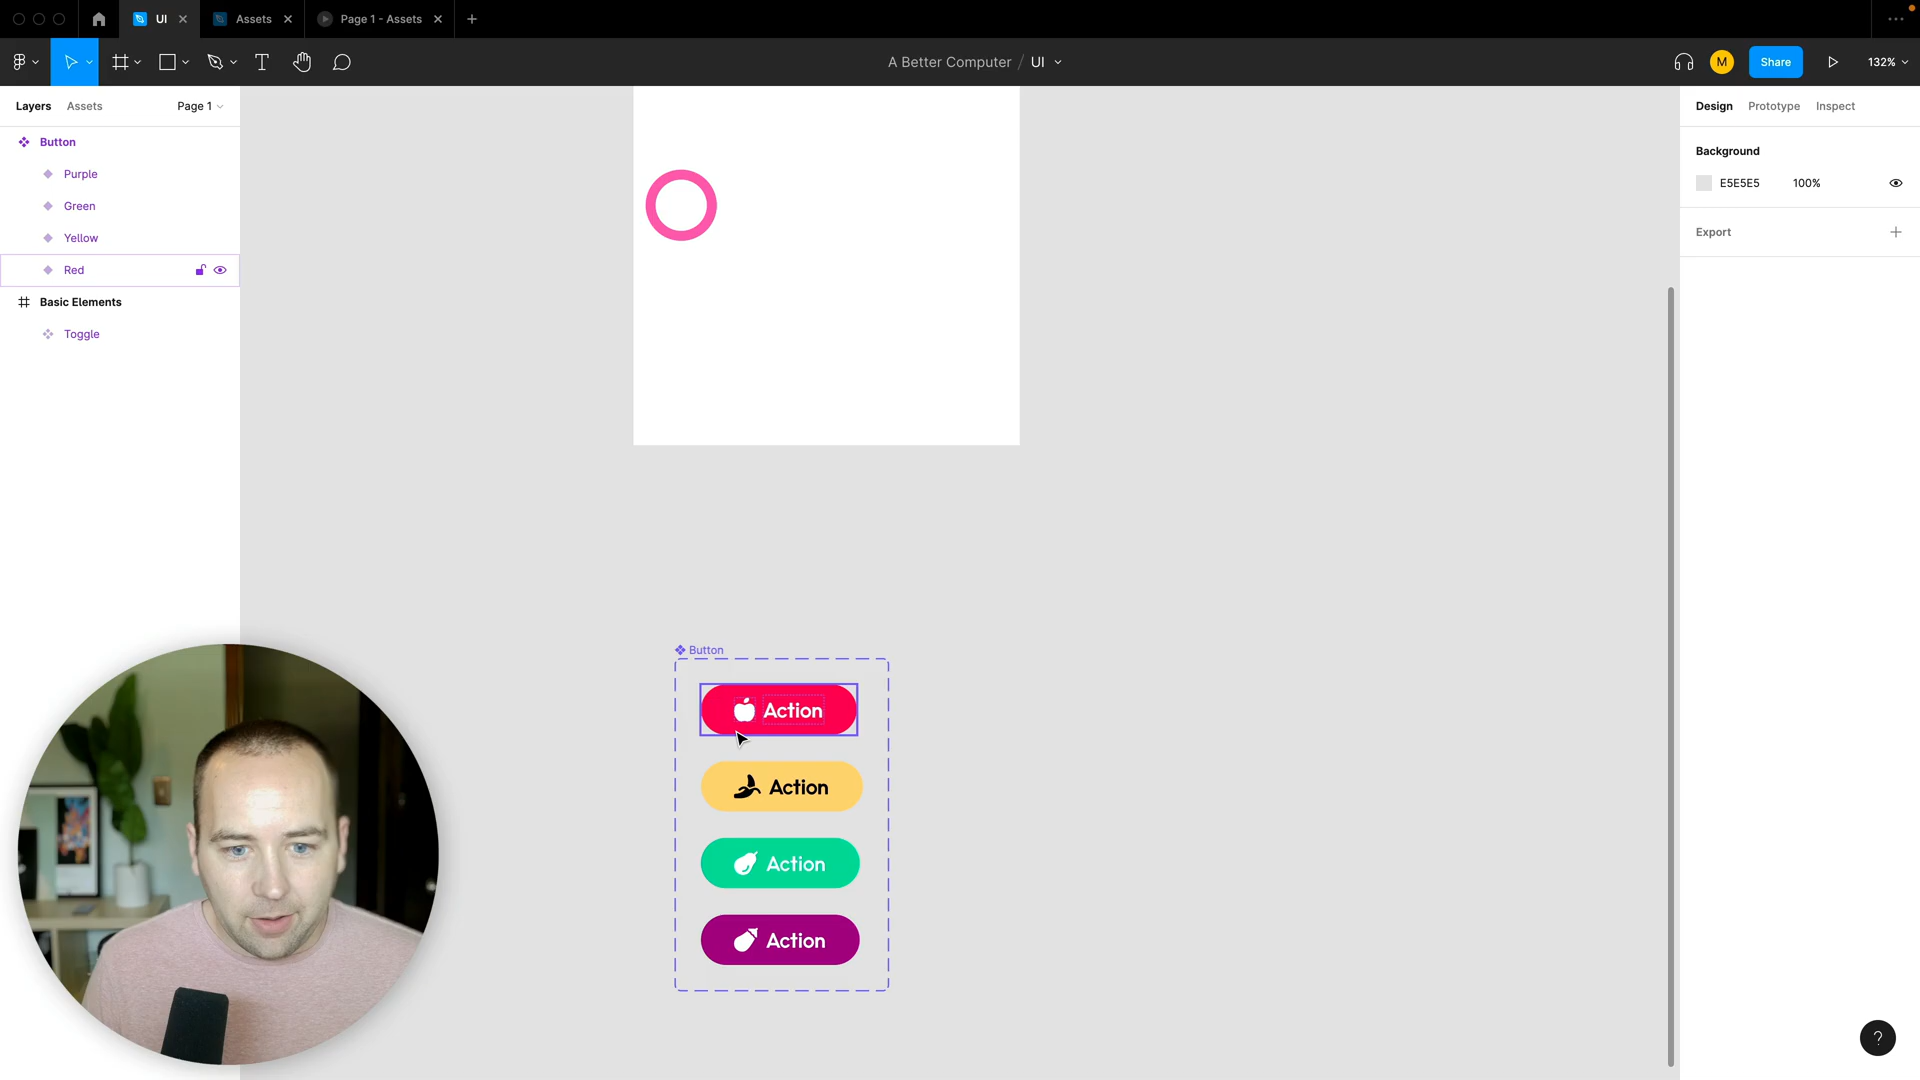 UI
Assets
Page 1 - Assets
A Better Computer / UI
M
Share
132%
Layers
Assets
Page 1
Button
Purple
Green
Yellow
Red
Basic Elements
Toggle
Design
Prototype
Inspect
Background
E5E5E5
100%
Export
Button
Action
Action
Action
Action
?